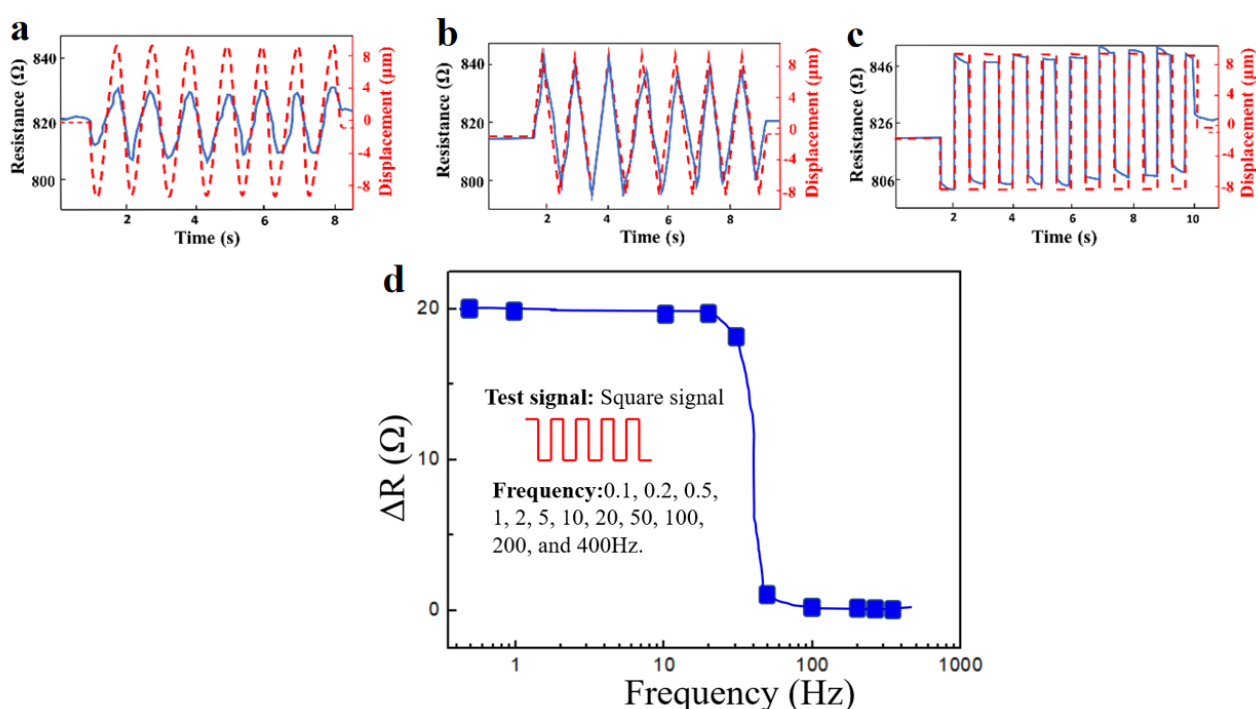 a
840
820
800
Resistance (Ω)
2
4
6
8
Time (s)
8
4
0
-4
-8
Displacement (μm)
b
840
820
800
Resistance (Ω)
2
4
6
8
Time (s)
8
4
0
-4
-8
Displacement (μm)
c
846
826
806
Resistance (Ω)
2
4
6
8
10
Time (s)
8
4
0
-4
-8
Displacement (μm)
d
20
10
0
ΔR (Ω)
Test signal: Square signal
Frequency:0.1, 0.2, 0.5,
1, 2, 5, 10, 20, 50, 100,
200, and 400Hz.
1
10
100
1000
Frequency (Hz)